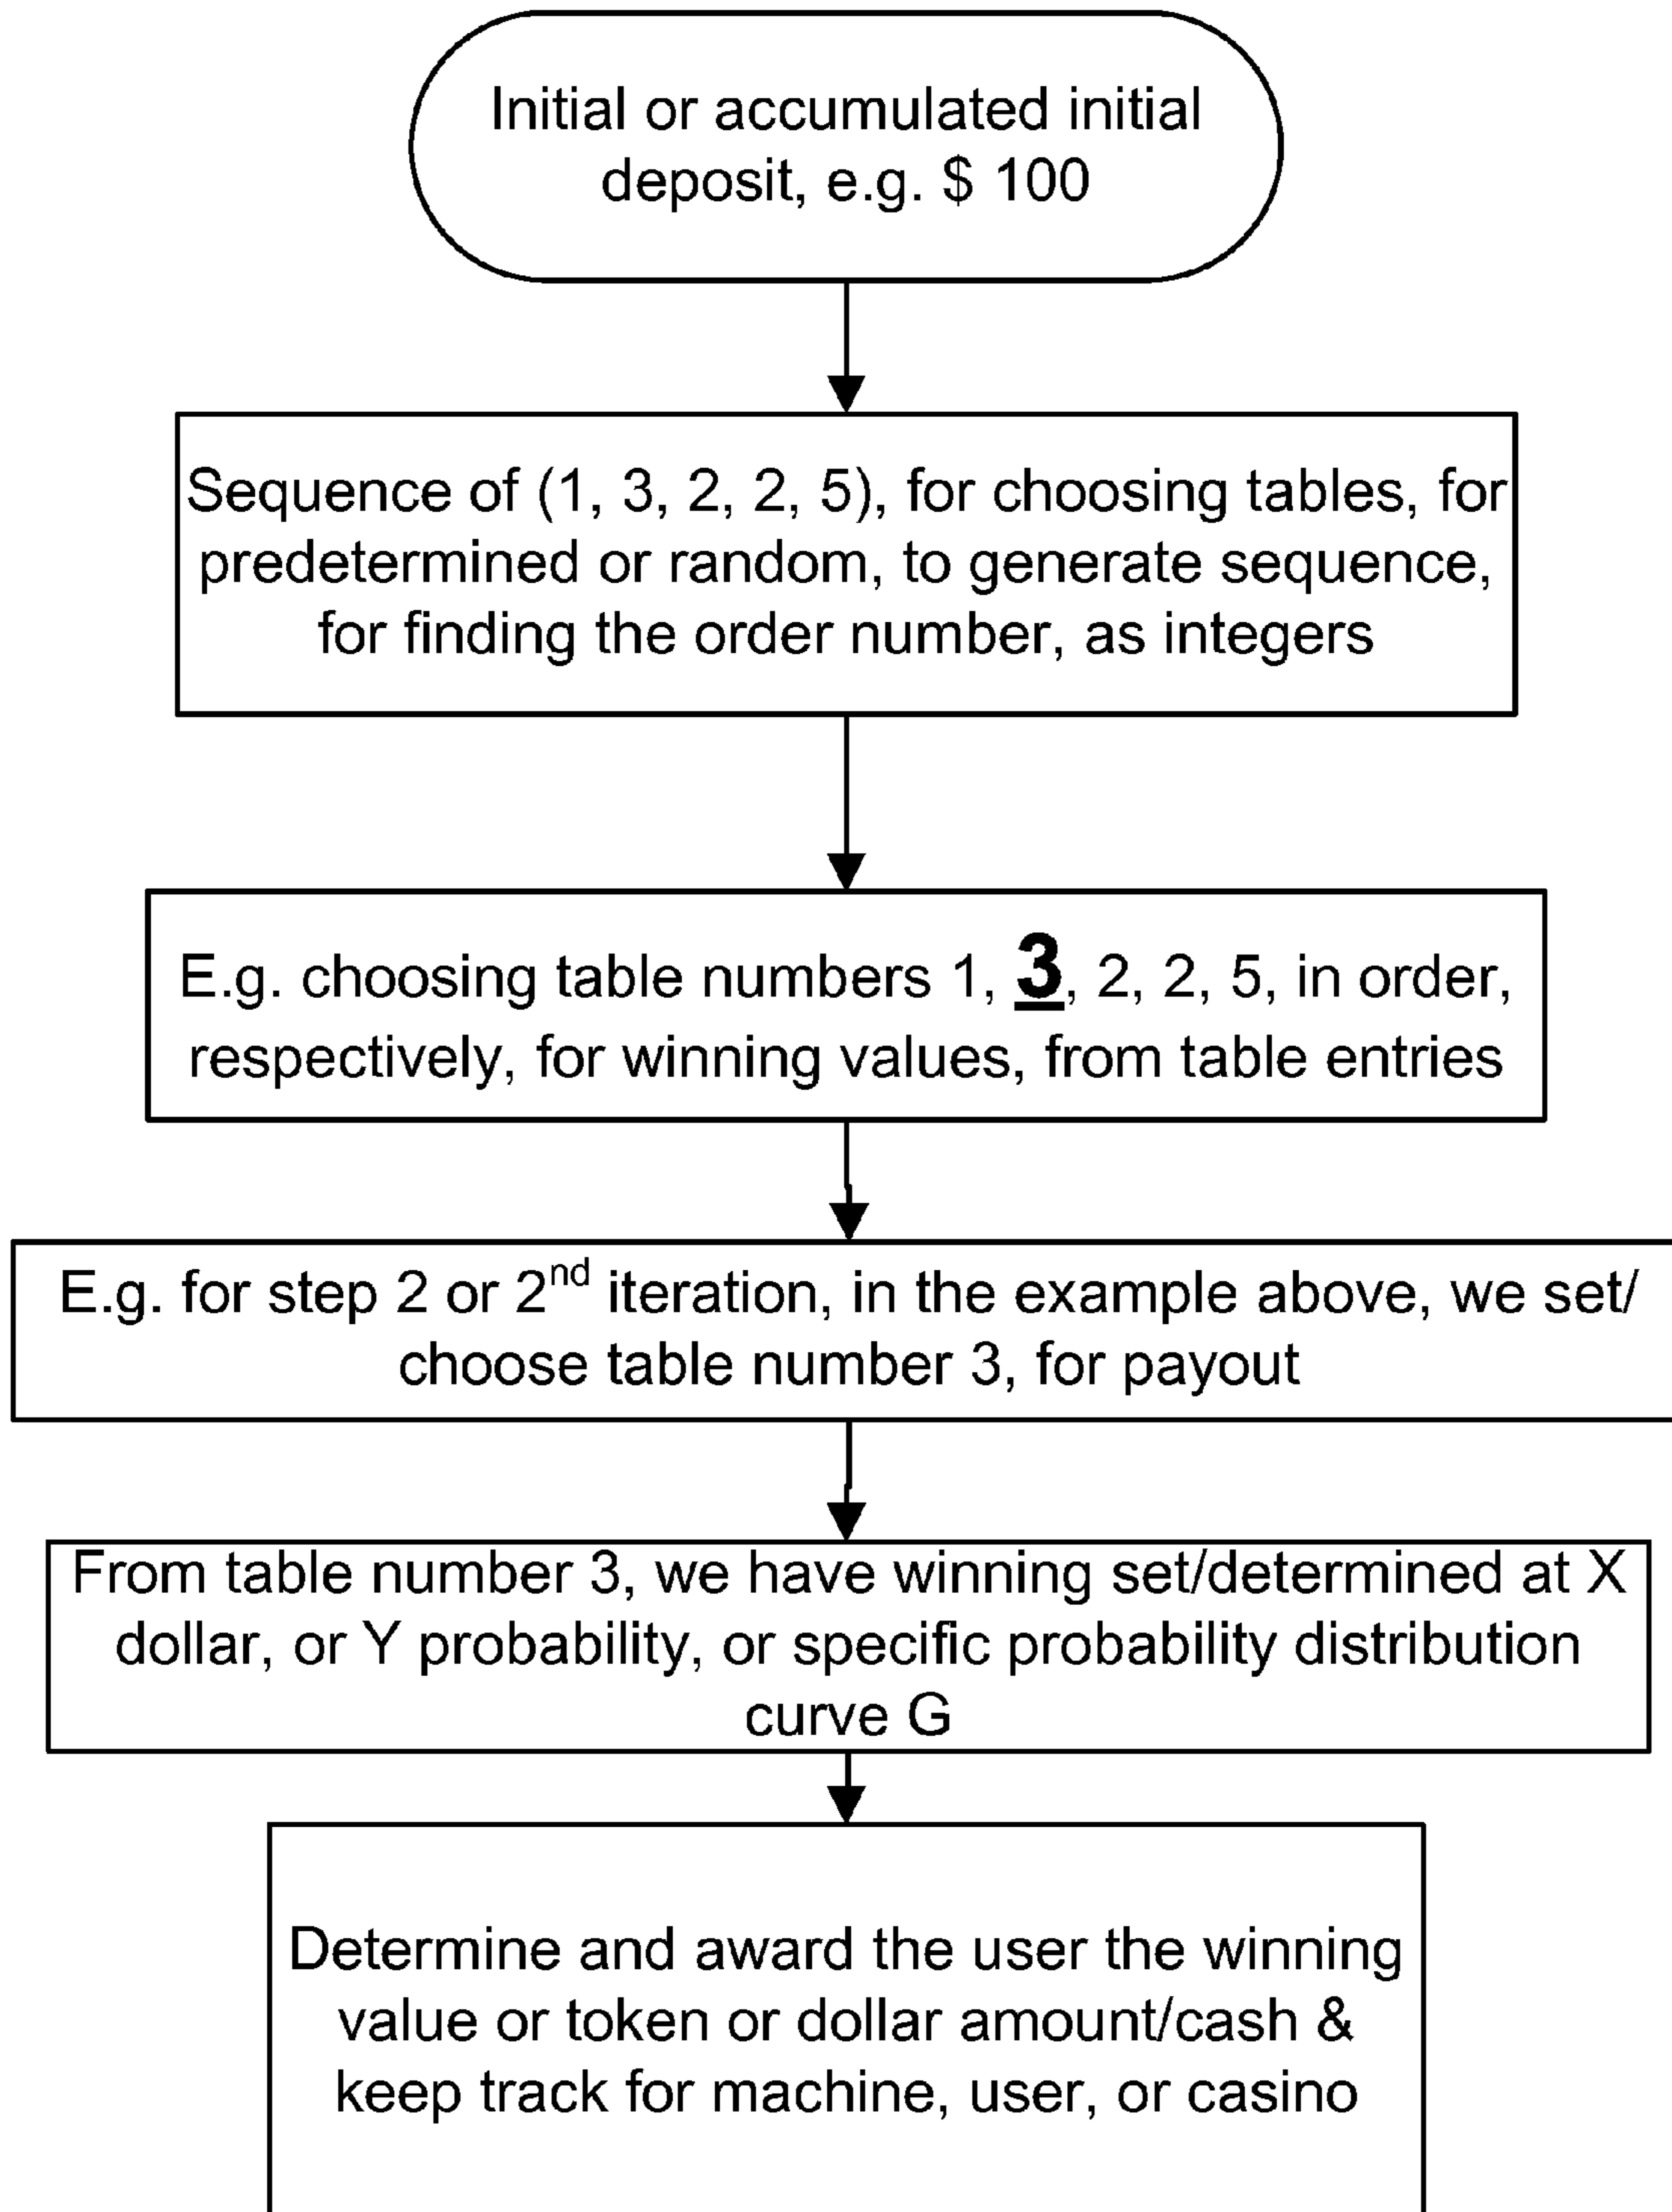 Initial or accumulated initial
deposit, e.g. $ 100
Sequence of (1, 3, 2, 2, 5), for choosing tables, for
predetermined or random, to generate sequence,
for finding the order number, as integers
E.g. choosing table numbers 1, 3, 2, 2, 5, in order,
respectively, for winning values, from table entries
E.g. for step 2 or 2nd iteration, in the example above, we set/
choose table number 3, for payout
From table number 3, we have winning set/determined at X
dollar, or Y probability, or specific probability distribution
curve G
Determine and award the user the winning
value or token or dollar amount/cash &
keep track for machine, user, or casino